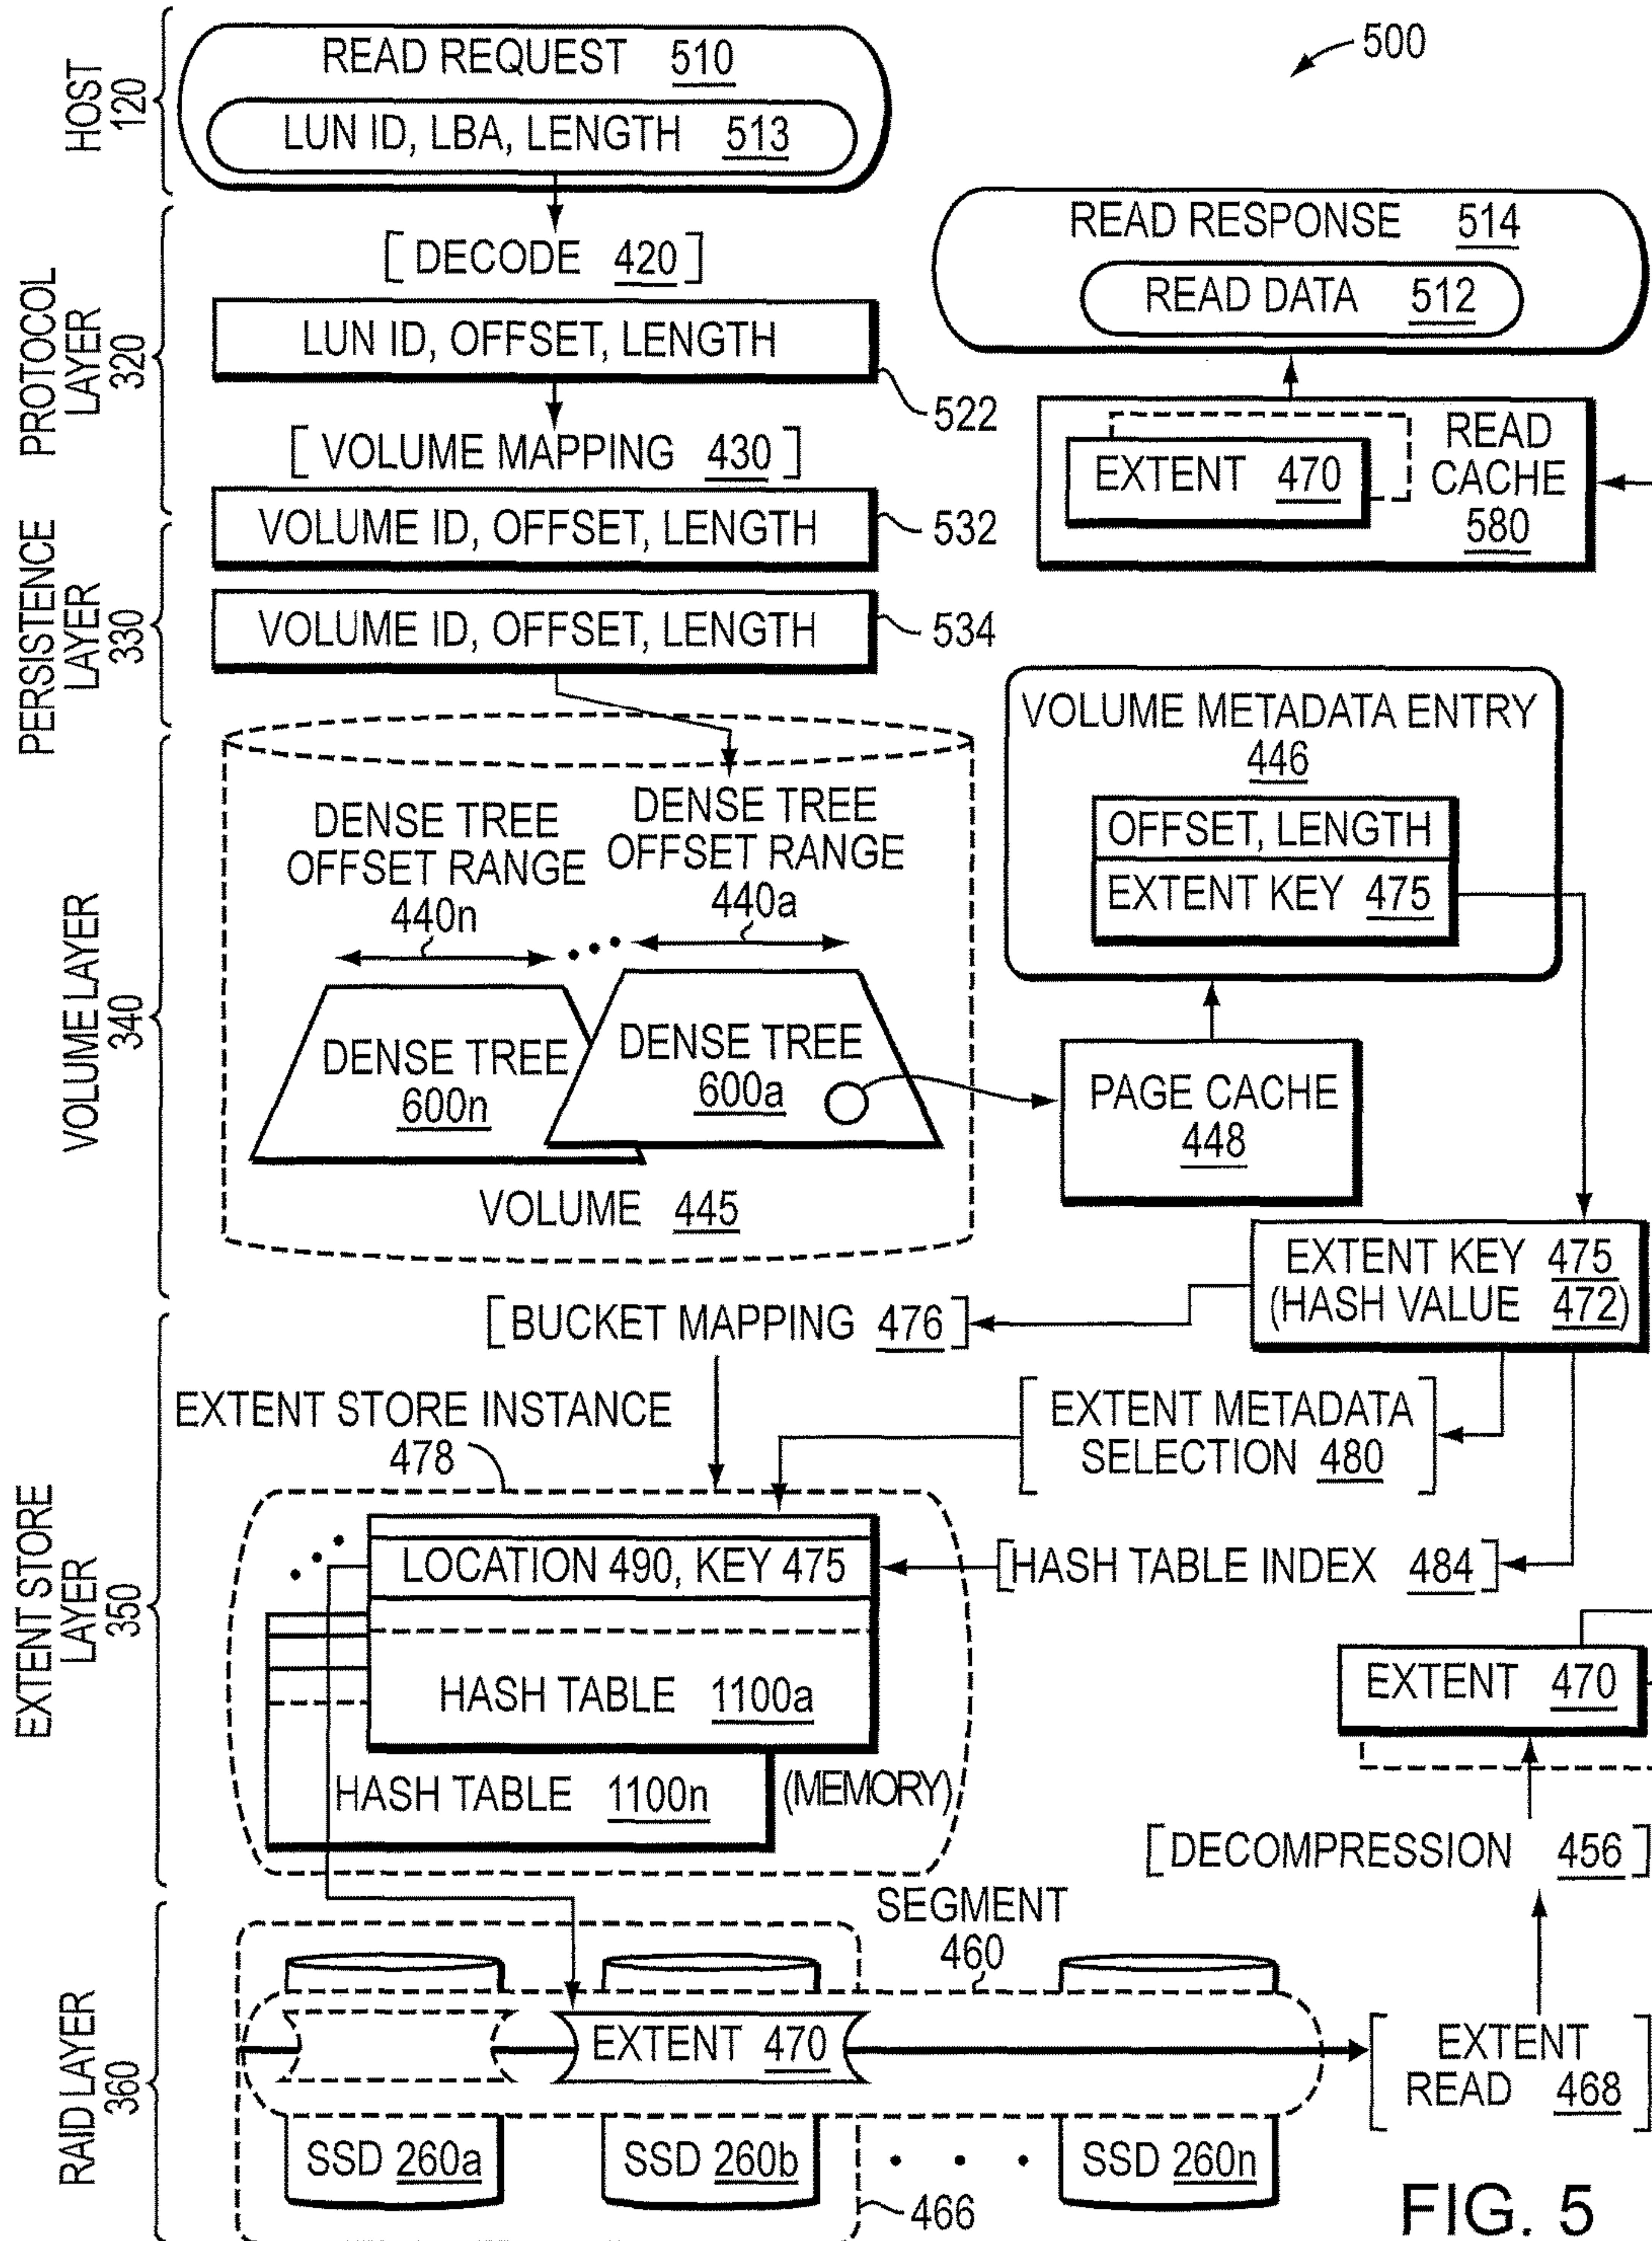 500
HOST
120
READ REQUEST 510
LUN ID, LBA, LENGTH 513
PROTOCOL
LAYER
320
[DECODE 420]
LUN ID, OFFSET, LENGTH
522
[VOLUME MAPPING 430]
VOLUME ID, OFFSET, LENGTH
532
READ RESPONSE 514
READ DATA 512
EXTENT 470
READ
CACHE
580
PERSISTENCE
LAYER
330
VOLUME ID, OFFSET, LENGTH
534
VOLUME LAYER
340
DENSE TREE
OFFSET RANGE
440n
DENSE TREE
OFFSET RANGE
440a
DENSE TREE
600n
DENSE TREE
600a
VOLUME 445
VOLUME METADATA ENTRY
446
OFFSET, LENGTH
EXTENT KEY 475
PAGE CACHE
448
EXTENT KEY 475
(HASH VALUE 472)
EXTENT STORE
LAYER
350
[BUCKET MAPPING 476]
EXTENT STORE INSTANCE
478
[EXTENT METADATA
SELECTION 480]
LOCATION 490, KEY 475
[HASH TABLE INDEX 484]
HASH TABLE 1100a
HASH TABLE 1100n
(MEMORY)
EXTENT 470
[DECOMPRESSION 456]
RAID LAYER
360
SEGMENT
460
EXTENT 470
[EXTENT
READ 468]
SSD 260a
SSD 260b
SSD 260n
466
FIG. 5